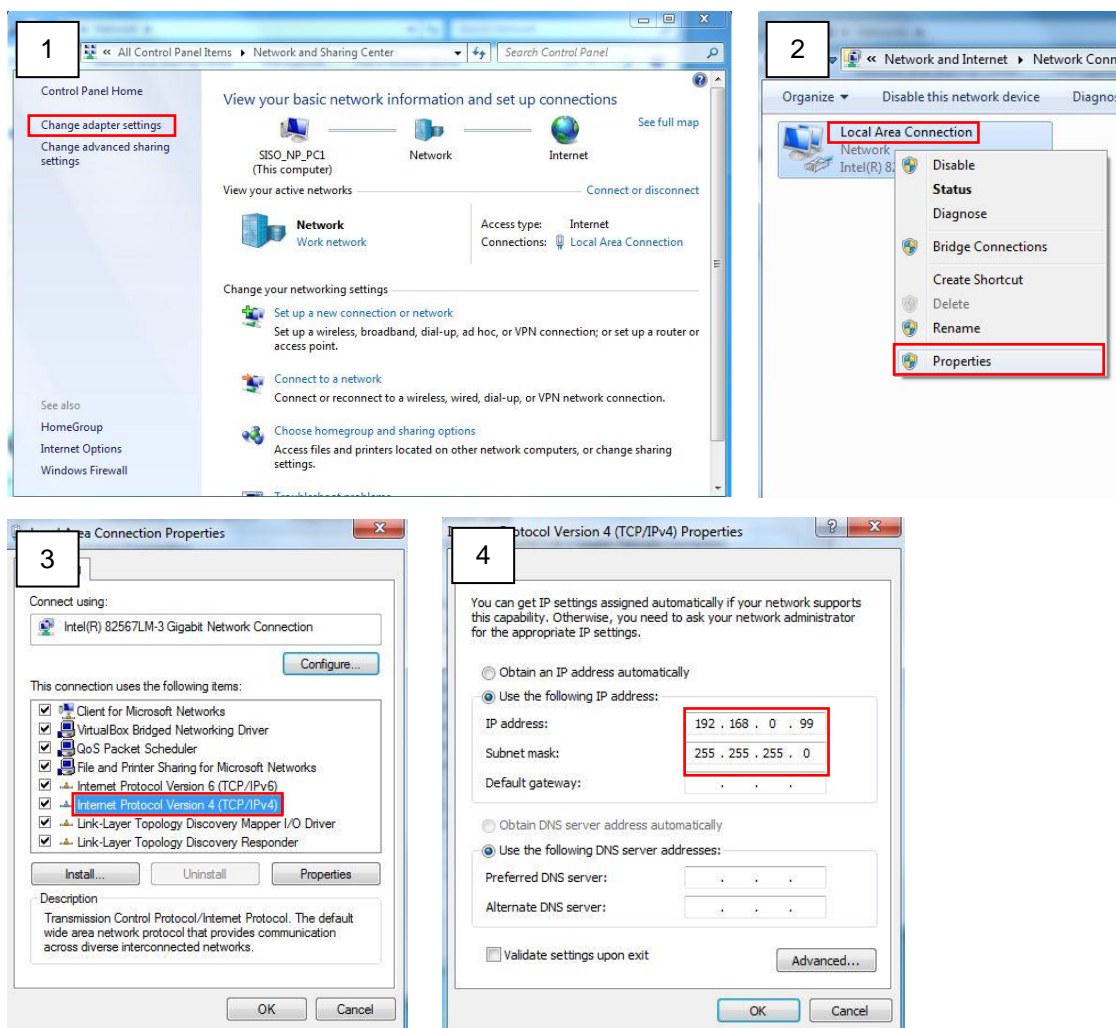 1
« All Control Panel Items ▸ Network and Sharing Center
Search Control Panel
Control Panel Home
Change adapter settings
Change advanced sharing
settings
See also
HomeGroup
Internet Options
Windows Firewall
View your basic network information and set up connections
See full map
SISO_NP_PC1
(This computer)
Network
Internet
View your active networks
Connect or disconnect
Network
Work network
Access type: Internet
Connections: Local Area Connection
Change your networking settings
Set up a new connection or network
Set up a wireless, broadband, dial-up, ad hoc, or VPN connection; or set up a router or
access point.
Connect to a network
Connect or reconnect to a wireless, wired, dial-up, or VPN network connection.
Choose homegroup and sharing options
Access files and printers located on other network computers, or change sharing
settings.
Troubleshoot problems
2
« Network and Internet ▸ Network Conn
Organize Disable this network device Diagnos
Local Area Connection
Network
Intel(R) 82
Disable
Status
Diagnose
Bridge Connections
Create Shortcut
Delete
Rename
Properties
3
Area Connection Properties
Connect using:
Intel(R) 82567LM-3 Gigabit Network Connection
Configure...
This connection uses the following items:
Client for Microsoft Networks
VirtualBox Bridged Networking Driver
QoS Packet Scheduler
File and Printer Sharing for Microsoft Networks
Internet Protocol Version 6 (TCP/IPv6)
Internet Protocol Version 4 (TCP/IPv4)
Link-Layer Topology Discovery Mapper I/O Driver
Link-Layer Topology Discovery Responder
Install... Uninstall Properties
Description
Transmission Control Protocol/Internet Protocol. The default
wide area network protocol that provides communication
across diverse interconnected networks.
OK Cancel
4
Protocol Version 4 (TCP/IPv4) Properties
You can get IP settings assigned automatically if your network supports
this capability. Otherwise, you need to ask your network administrator
for the appropriate IP settings.
Obtain an IP address automatically
Use the following IP address:
IP address: 192 . 168 . 0 . 99
Subnet mask: 255 . 255 . 255 . 0
Default gateway: . . .
Obtain DNS server address automatically
Use the following DNS server addresses:
Preferred DNS server: . . .
Alternate DNS server: . . .
Validate settings upon exit
Advanced...
OK Cancel